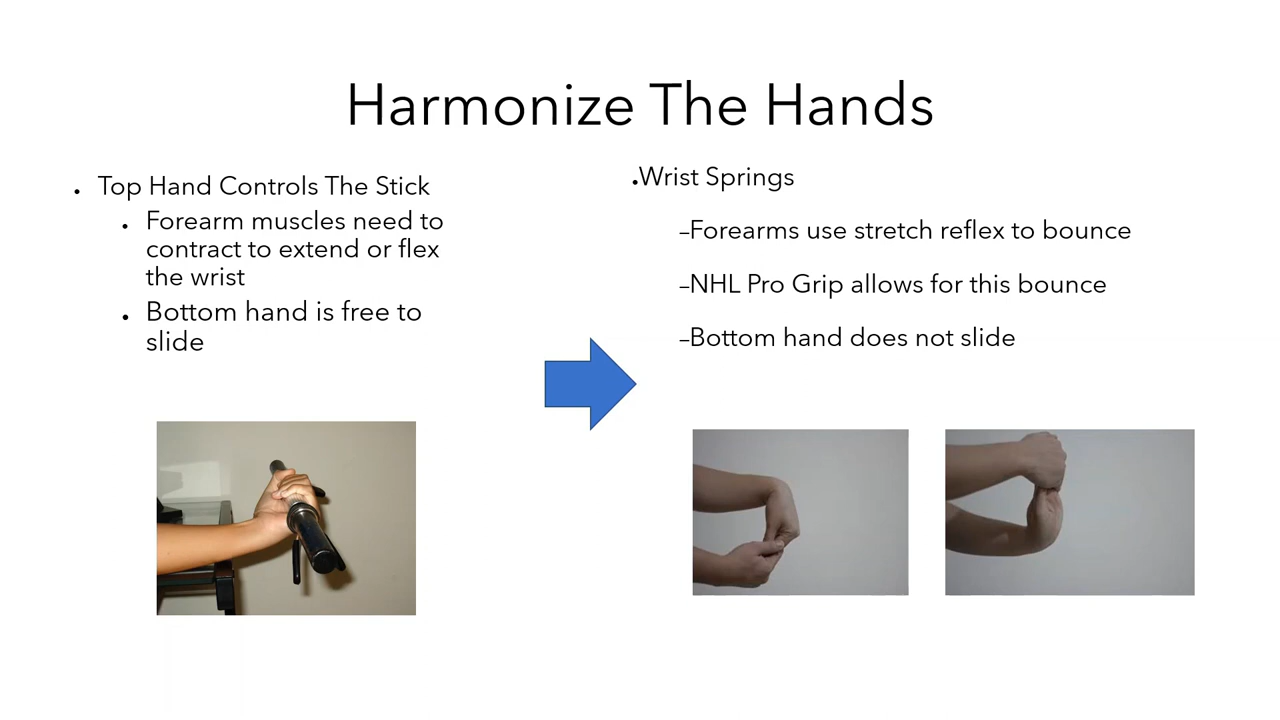 Harmonize The Hands
• Top Hand Controls The Stick
• Forearm muscles need to
contract to extend or flex
the wrist
• Bottom hand is free to
slide
•Wrist Springs
–Forearms use stretch reflex to bounce
–NHL Pro Grip allows for this bounce
–Bottom hand does not slide